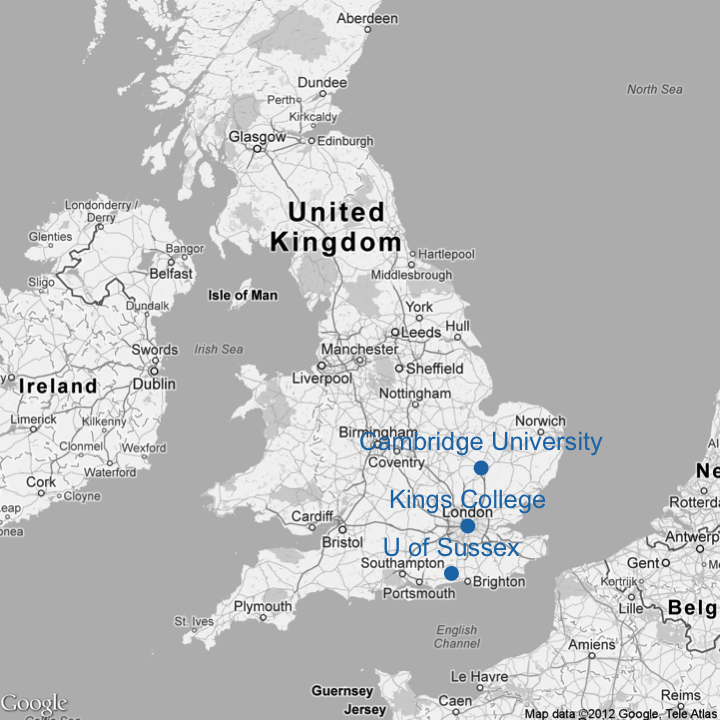 Aberdeen
North Sea
Dundee
Perth
Kirkcaldy
Glasgow
Edinburgh
Londonderry /
Derry
United
Kingdom
Glenties
Bangor
Belfast
Hartlepool
Middlesbrough
Sligo
Isle of Man
Dundalk
York
Leeds
Hull
Swords
Irish Sea
Manchester
Ireland
Dublin
Liverpool
Sheffield
Nottingham
Limerick
Kilkenny
Norwich
Birmingham
Cambridge University
Clonmel
Wexford
Coventry
Waterford
Ne
Cork
Cloyne
Kings College
Rotterda
London
Cardiff
Bristol
Antwerp
U of Sussex
Southampton
Gent
Kortrijk
Brighton
Portsmouth
Lille
Belg
Plymouth
St. Ives
English
Channel
Amiens
Le Havre
Guernsey
Jersey
Caen
Reims
Google
Map data ©2012 Google, Tele Atlas